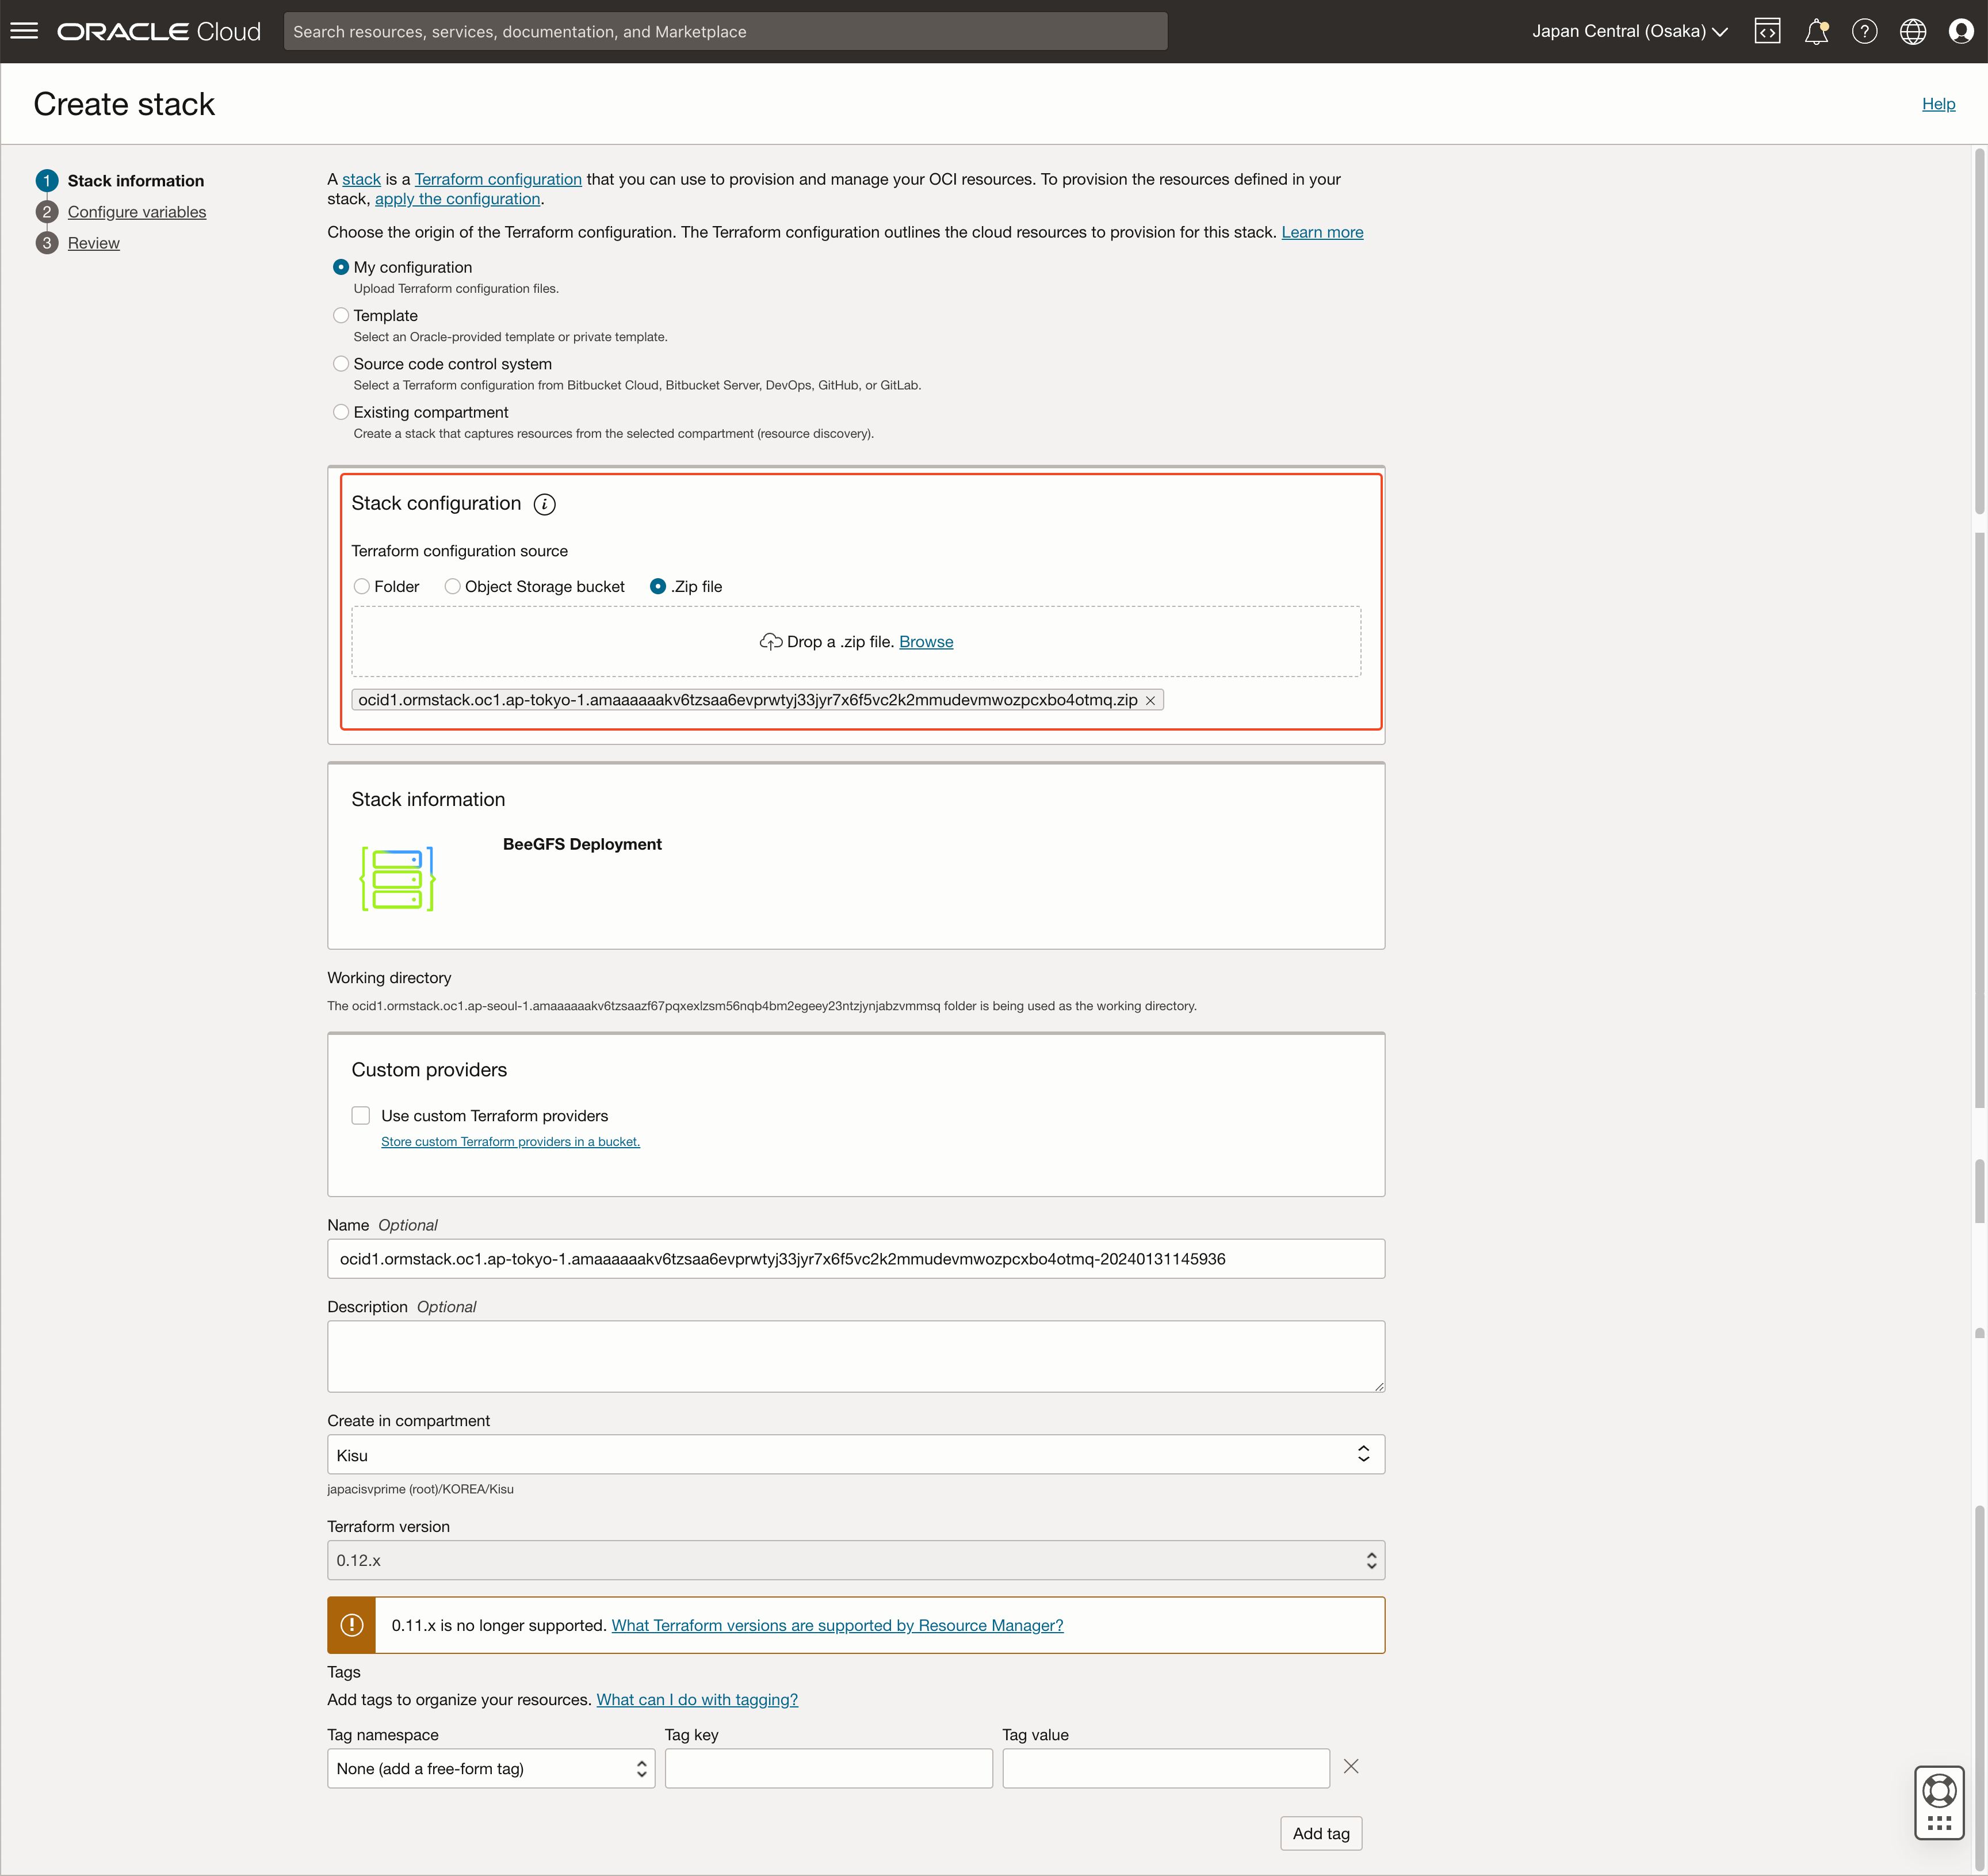 ORACLE Cloud
Search resources, services, documentation, and Marketplace
Japan Central (Osaka)
Create stack
Help
1 Stack information
2 Configure variables
3 Review
A stack is a Terraform configuration that you can use to provision and manage your OCI resources. To provision the resources defined in your
stack, apply the configuration.
Choose the origin of the Terraform configuration. The Terraform configuration outlines the cloud resources to provision for this stack. Learn more
My configuration
Upload Terraform configuration files.
Template
Select an Oracle-provided template or private template.
Source code control system
Select a Terraform configuration from Bitbucket Cloud, Bitbucket Server, DevOps, GitHub, or GitLab.
Existing compartment
Create a stack that captures resources from the selected compartment (resource discovery).
Stack configuration i
Terraform configuration source
Folder Object Storage bucket .Zip file
Drop a .zip file. Browse
ocid1.ormstack.oc1.ap-tokyo-1.amaaaaaakv6tzsaa6evprwtyj33jyr7x6f5vc2k2mmudevmwozpcxbo4otmq.zip
Stack information
BeeGFS Deployment
Working directory
The ocid1.ormstack.oc1.ap-seoul-1.amaaaaaakv6tzsaazf67pqxexlzsm56nqb4bm2egeey23ntzjynjabzvmmsq folder is being used as the working directory.
Custom providers
Use custom Terraform providers
Store custom Terraform providers in a bucket.
Name Optional
ocid1.ormstack.oc1.ap-tokyo-1.amaaaaaakv6tzsaa6evprwtyj33jyr7x6f5vc2k2mmudevmwozpcxbo4otmq-20240131145936
Description Optional
Create in compartment
Kisu
japacisvprime (root)/KOREA/Kisu
Terraform version
0.12.x
0.11.x is no longer supported. What Terraform versions are supported by Resource Manager?
Tags
Add tags to organize your resources. What can I do with tagging?
Tag namespace Tag key Tag value
None (add a free-form tag)
Add tag